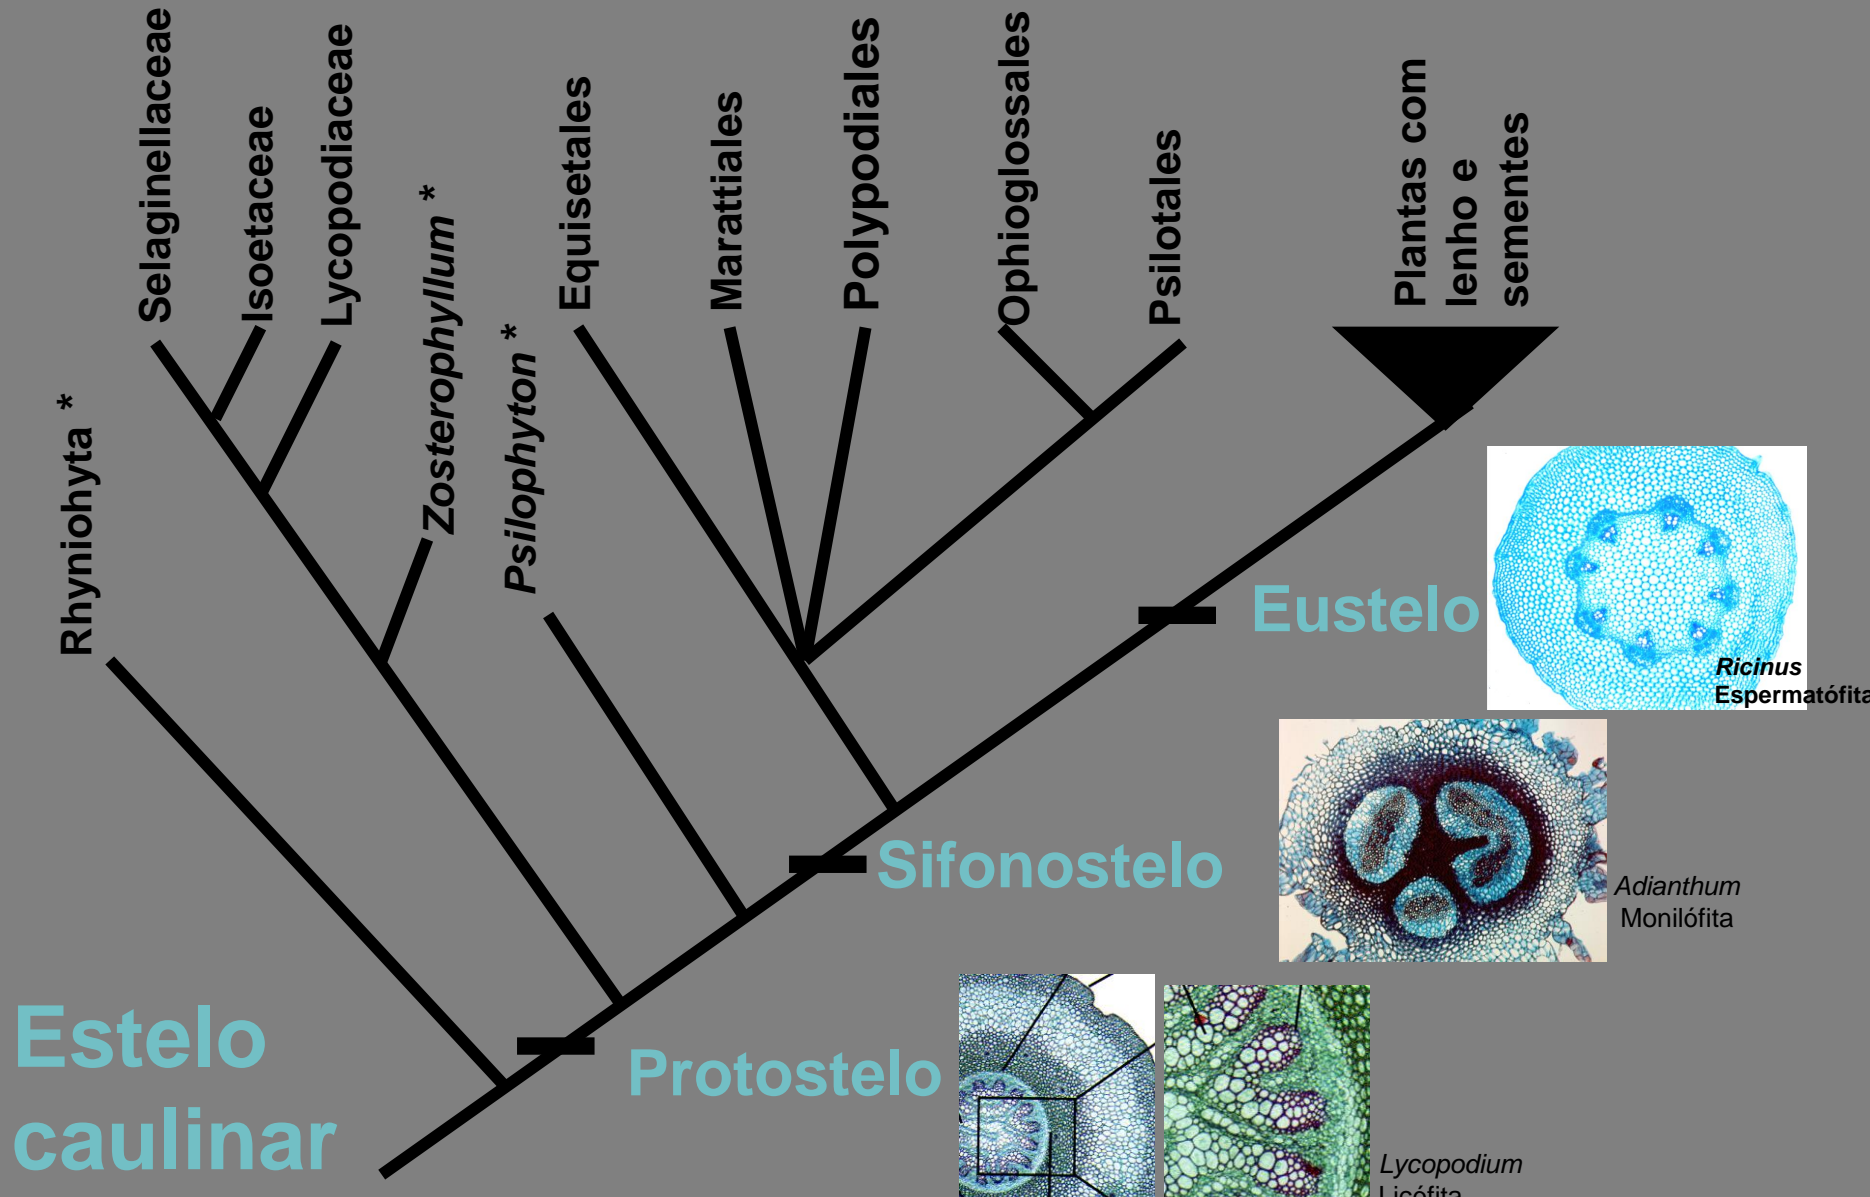 Rhyniohyta *
Selaginellaceae
Isoetaceae
Lycopodiaceae
Zosterophyllum *
Psilophyton *
Equisetales
Marattiales
Polypodiales
Ophioglossales
Psilotales
Plantas com
lenho e
sementes
Eustelo
Ricinus
Espermatófita
Sifonostelo
Adianthum
Monilófita
Estelo
caulinar
Protostelo
Lycopodium
Licófita